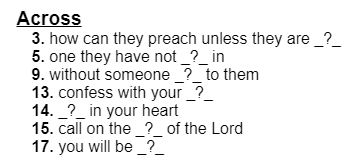 Across
3. how can they preach unless they are _?_
5. one they have not _?_ in
9. without someone _?_ to them
13. confess with your _?_
14. _?_ in your heart
15. call on the _?_ of the Lord
17. you will be _?_